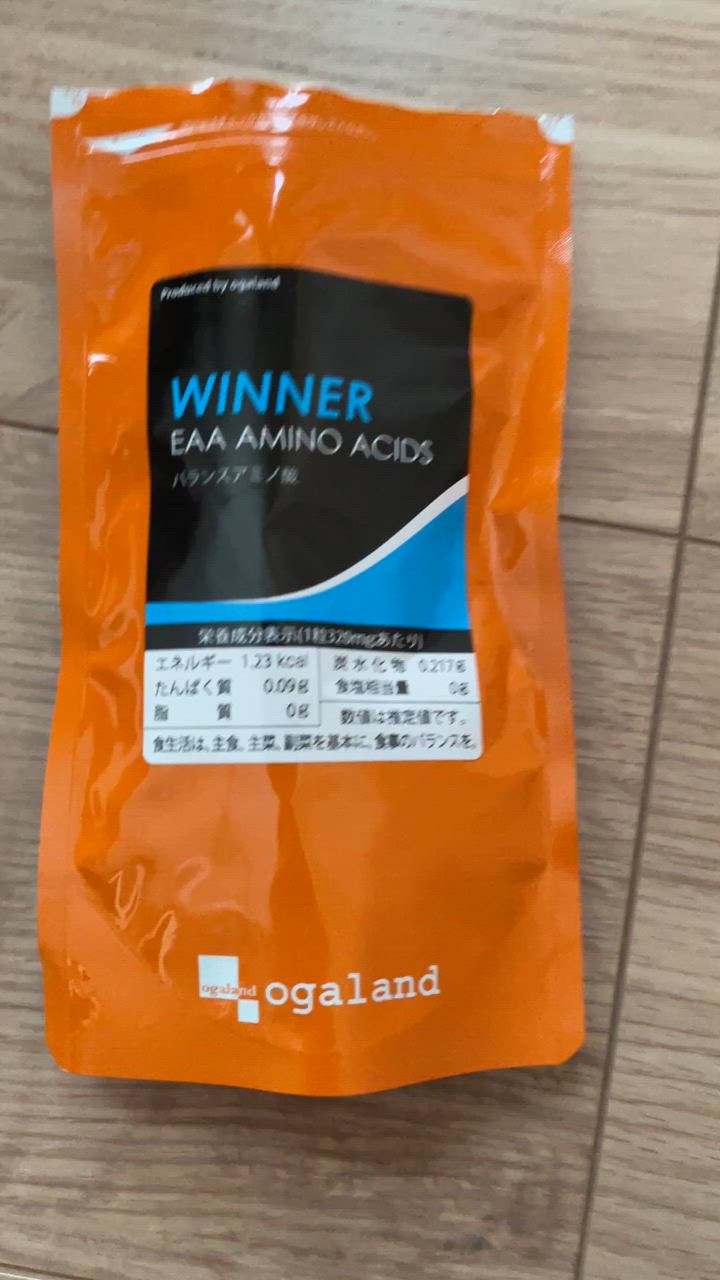 Produced by ogaland
WINNER
EAA AMINO ACIDS
バランスアミノ酸
栄養成分表示(1粒320mgあたり)
エネルギー 1.23 kcal 炭水化物 0.217g
たんぱく質 0.09g 食塩相当量 0g
脂質 0g 数値は推定値です。
食生活は、主食、主菜、副菜を基本に、食事のバランスを。
ogaland ogaland